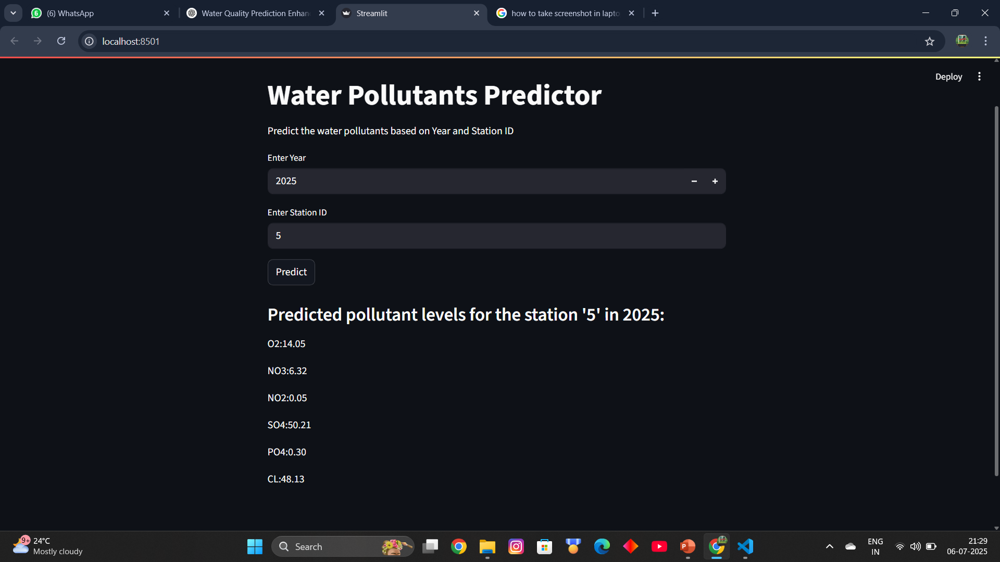 (6) WhatsApp
Water Quality Prediction Enhan
Streamlit
how to take screenshot in lapto
localhost:8501
Deploy
Water Pollutants Predictor
Predict the water pollutants based on Year and Station ID
Enter Year
2025
Enter Station ID
5
Predict
Predicted pollutant levels for the station '5' in 2025:
O2:14.05
NO3:6.32
NO2:0.05
SO4:50.21
PO4:0.30
CL:48.13
9+
24°C
Mostly cloudy
Search
ENG
IN
21:29
06-07-2025